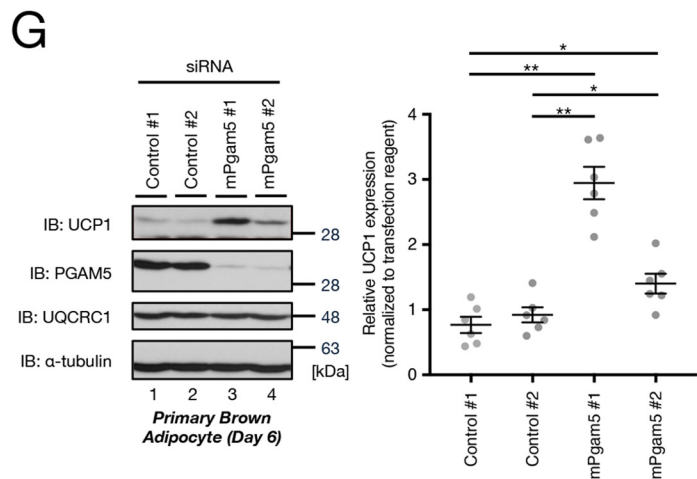 G
siRNA
Control #1
Control #2
mPgam5 #1
mPgam5 #2
IB: UCP1
28
IB: PGAM5
28
IB: UQCRC1
48
IB: α-tubulin
63
[kDa]
1 2 3 4
Primary Brown
Adipocyte (Day 6)
Relative UCP1 expression
(normalized to transfection reagent)
*
**
*
**
4
3
2
1
0
Control #1
Control #2
mPgam5 #1
mPgam5 #2